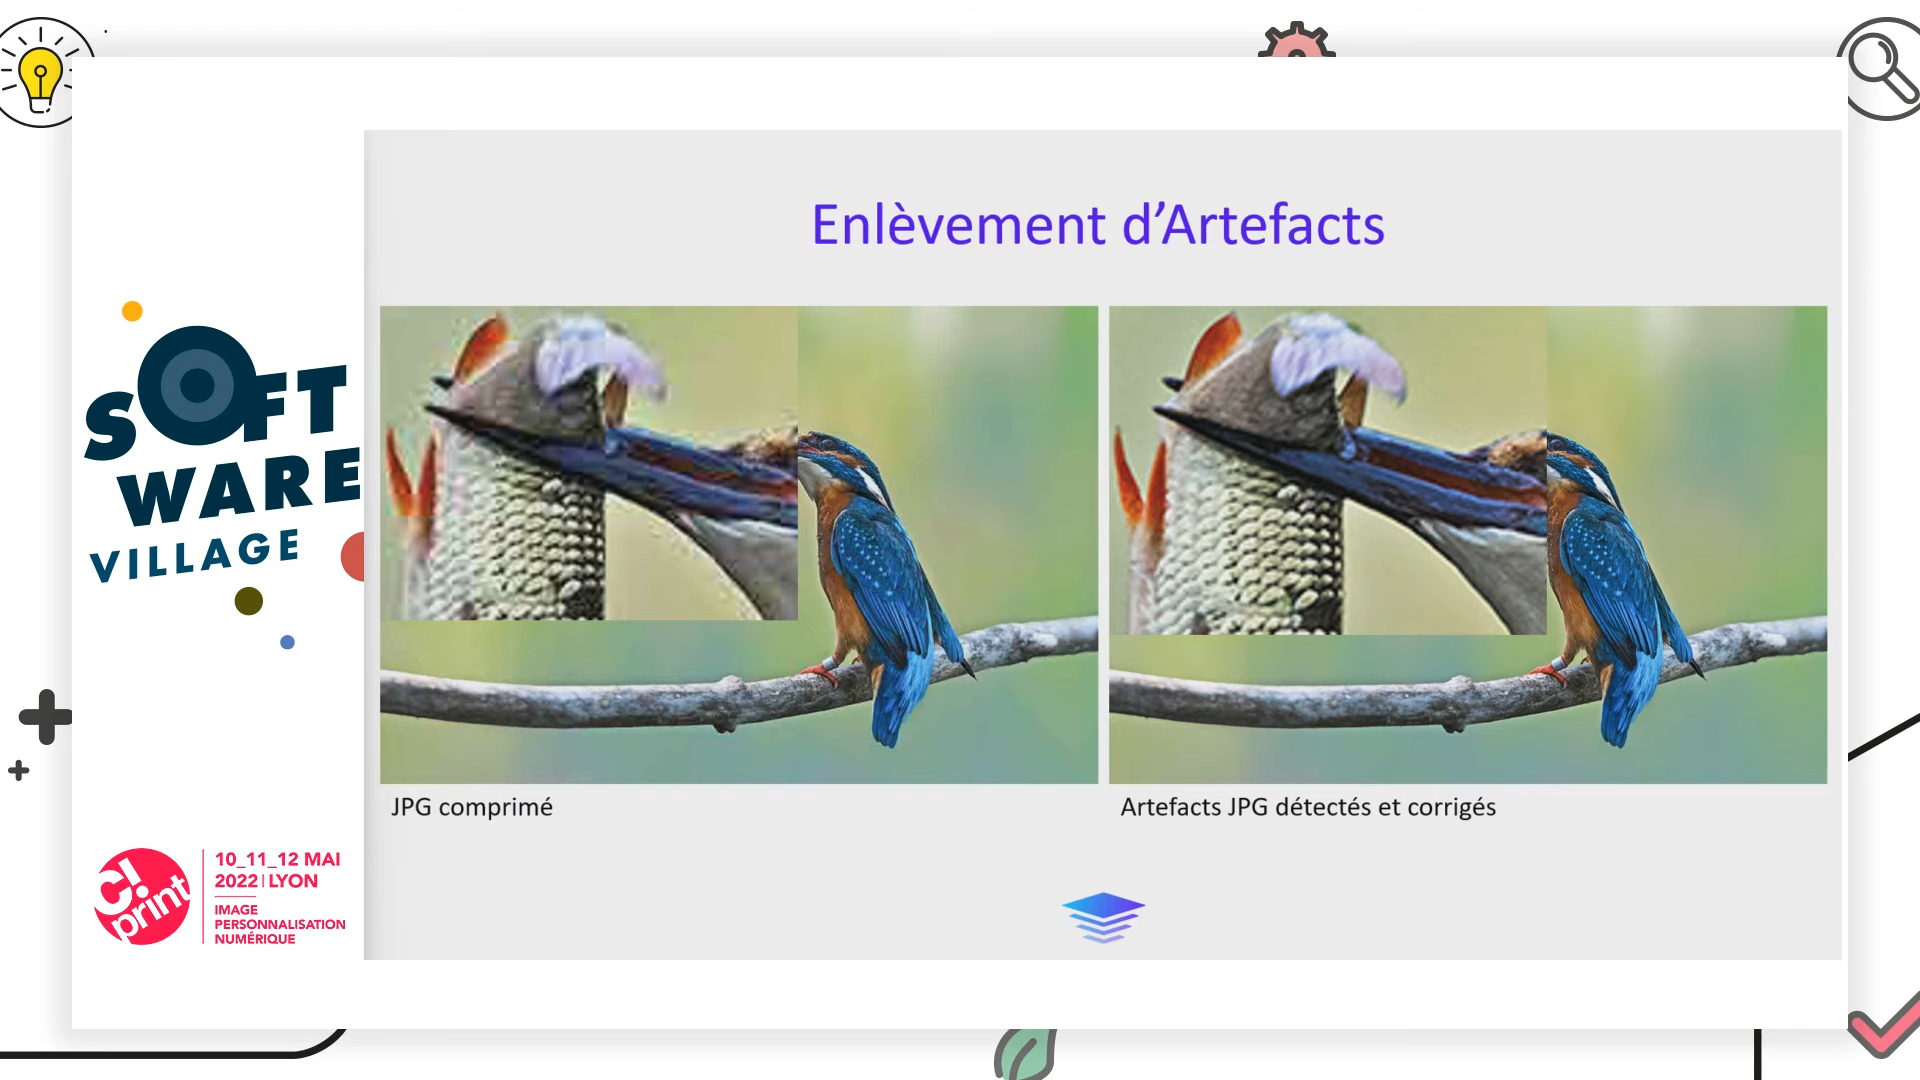 Enlèvement d’Artefacts
SOFT
WARE
VILLAGE
JPG comprimé
Artefacts JPG détectés et corrigés
C!print
10_11_12 MAI
2022 | LYON
IMAGE
PERSONNALISATION
NUMÉRIQUE